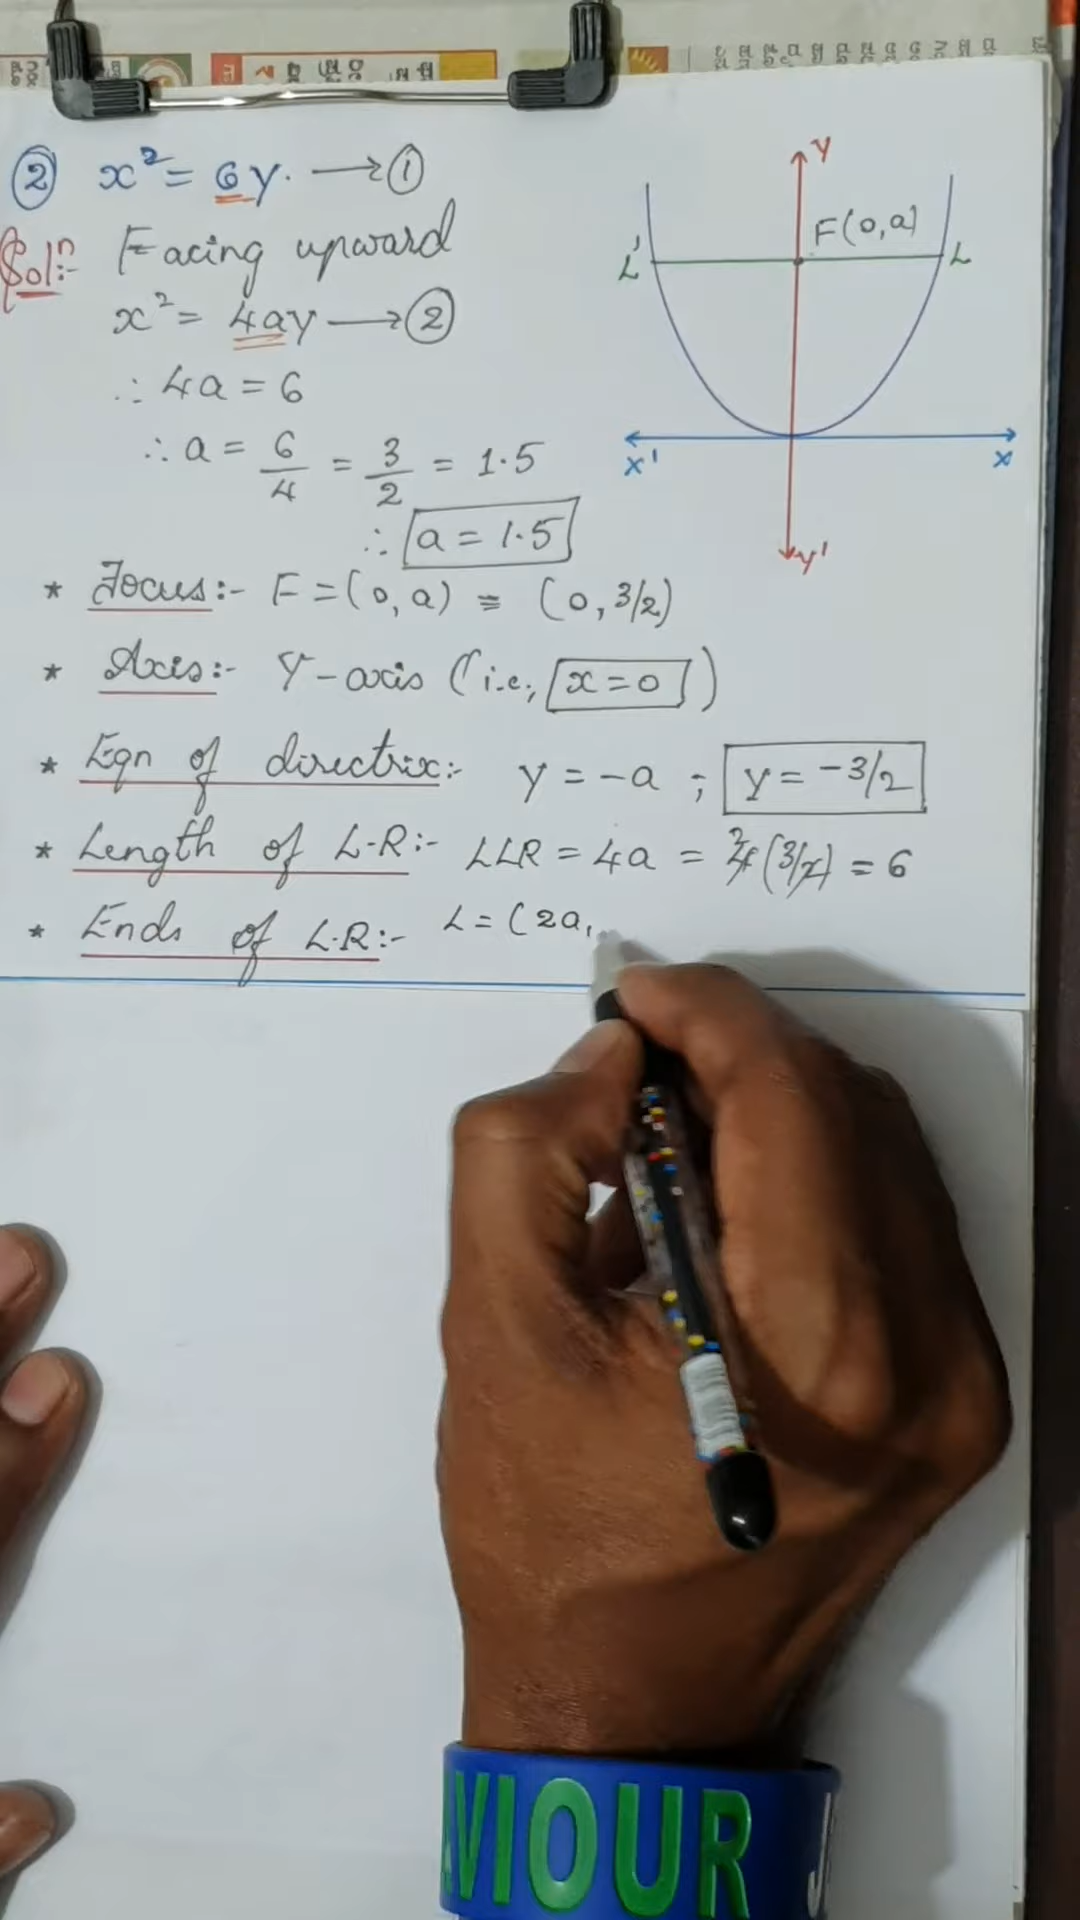 ② x² = 6y. → ①
Solⁿ:- Facing upward
x² = 4ay → ②
∴ 4a = 6
∴ a = 6/4 = 3/2 = 1.5
∴ a = 1.5
* Focus:- F = (0, a) = (0, 3/2)
* Axis:- Y-axis (i.e., x = 0)
* Eqn of directrix:- y = -a ; y = -3/2
* Length of L.R:- LLR = 4a = 4² (3/2) = 6
* Ends of L.R:- L = (2a,
Y
F(0, a)
L' L
X' X
Y'
VIOUR J